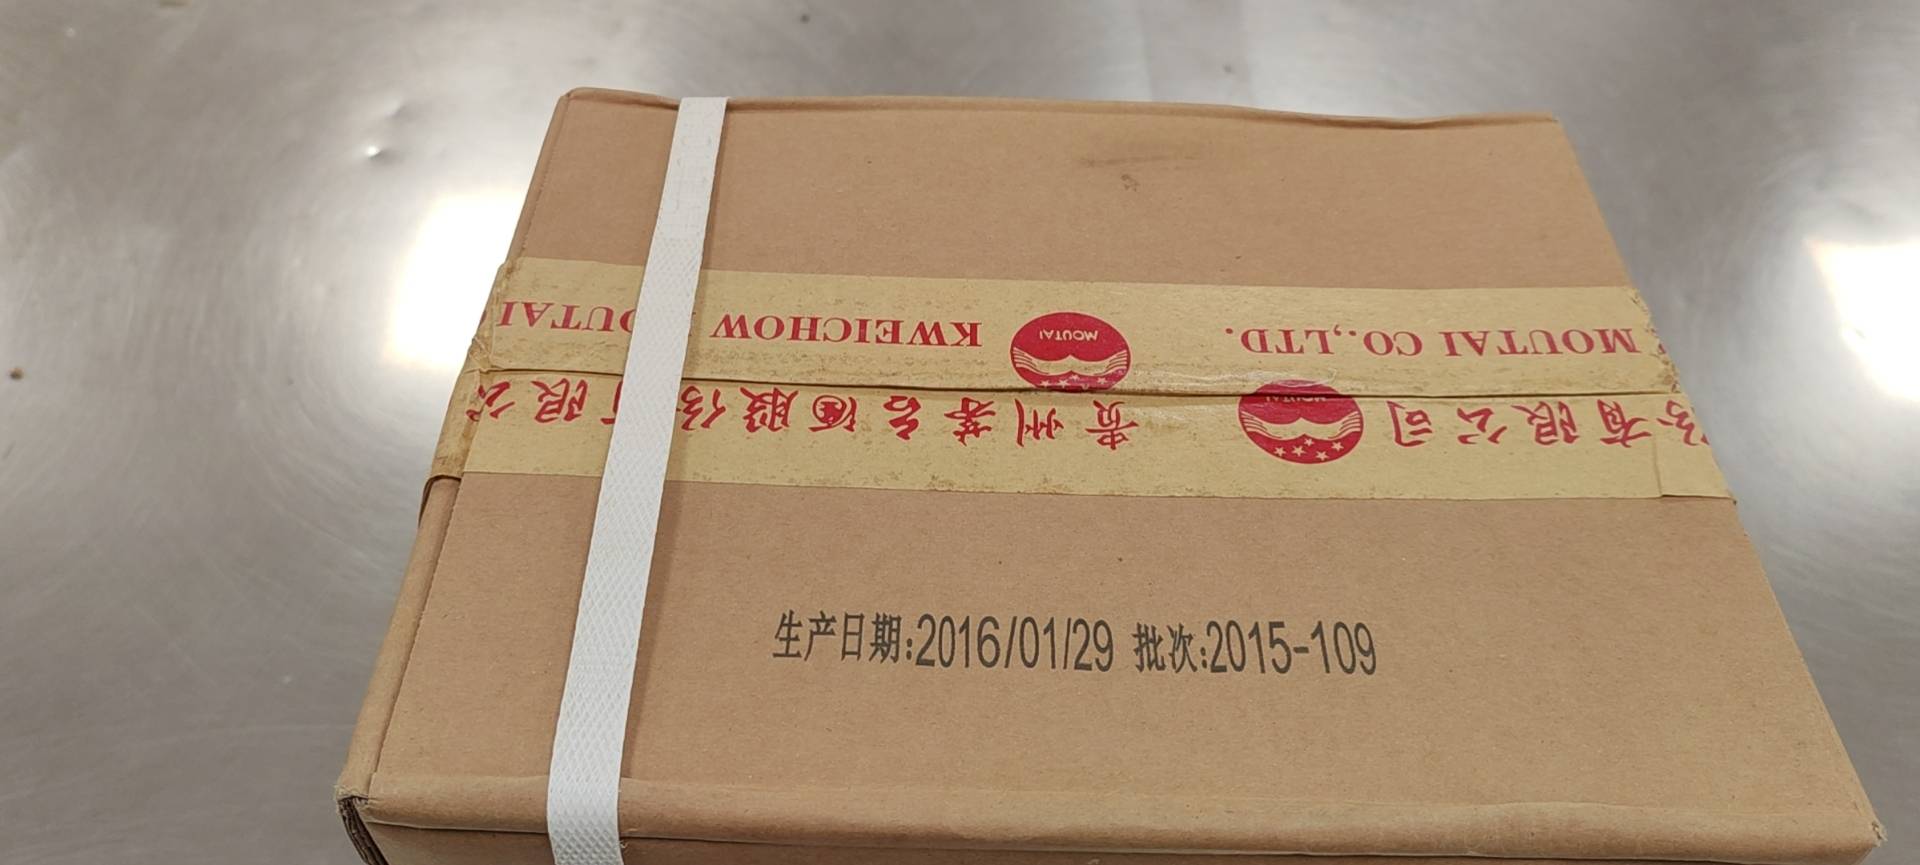 MOUTAI CO.,LTD. MOUTAI KWEICHOW MOUTAI
份有限公司 MOUTAI 贵州茅台酒股份有限公
生产日期:2016/01/29 批次:2015-109